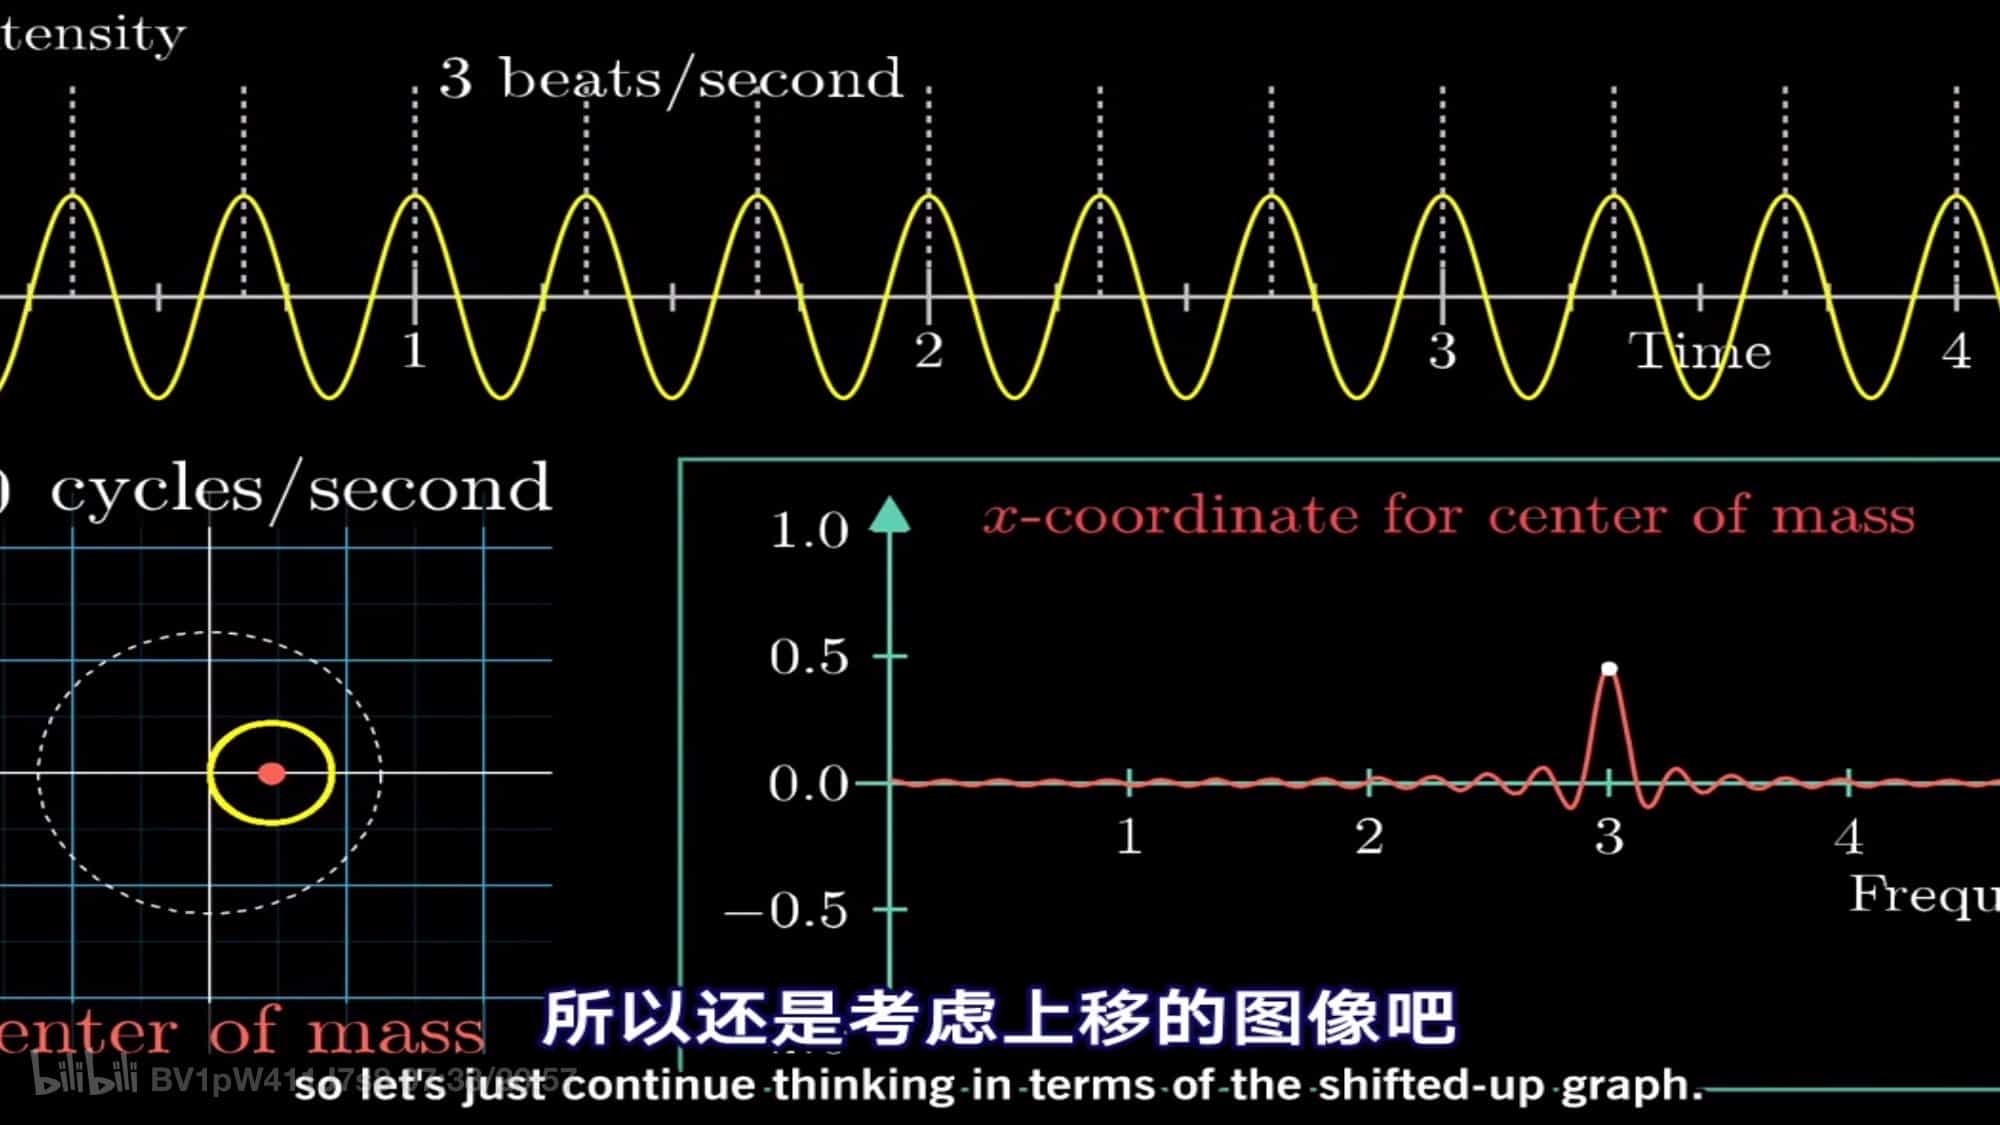 tensity
3 beats/second
1 2 3 Time 4
cycles/second
x-coordinate for center of mass
1.0
0.5
0.0
1 2 3 4
Frequ
−0.5
enter of mass
所以还是考虑上移的图像吧
bilibili
so let's just continue thinking in terms of the shifted-up graph.